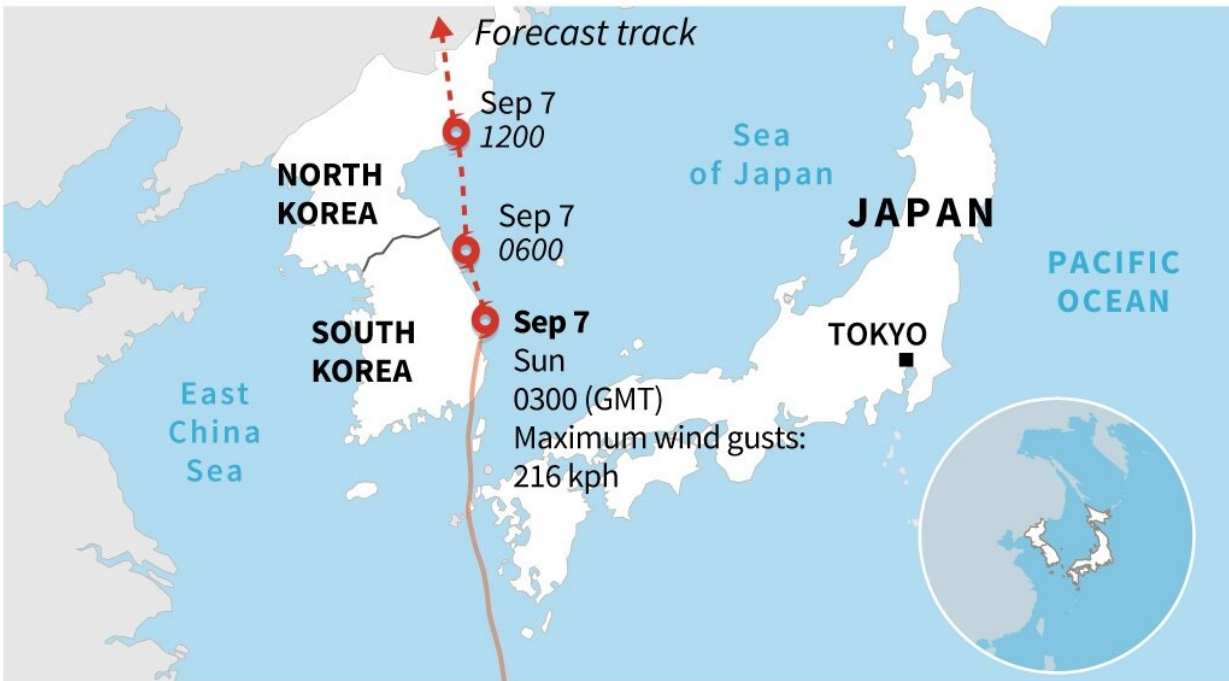 Forecast track
Sep 7
1200
NORTH
KOREA
Sep 7
0600
Sea
of Japan
JAPAN
PACIFIC
OCEAN
SOUTH
KOREA
Sep 7
Sun
0300 (GMT)
Maximum wind gusts:
216 kph
TOKYO
East
China
Sea